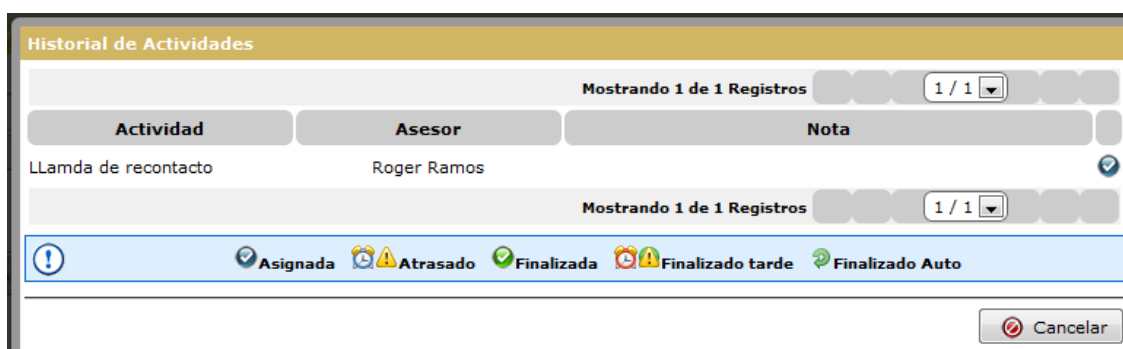 Historial de Actividades
Mostrando 1 de 1 Registros 1 / 1
Actividad Asesor Nota
LLamda de recontacto Roger Ramos
Mostrando 1 de 1 Registros 1 / 1
Asignada Atrasado Finalizada Finalizado tarde Finalizado Auto
Cancelar